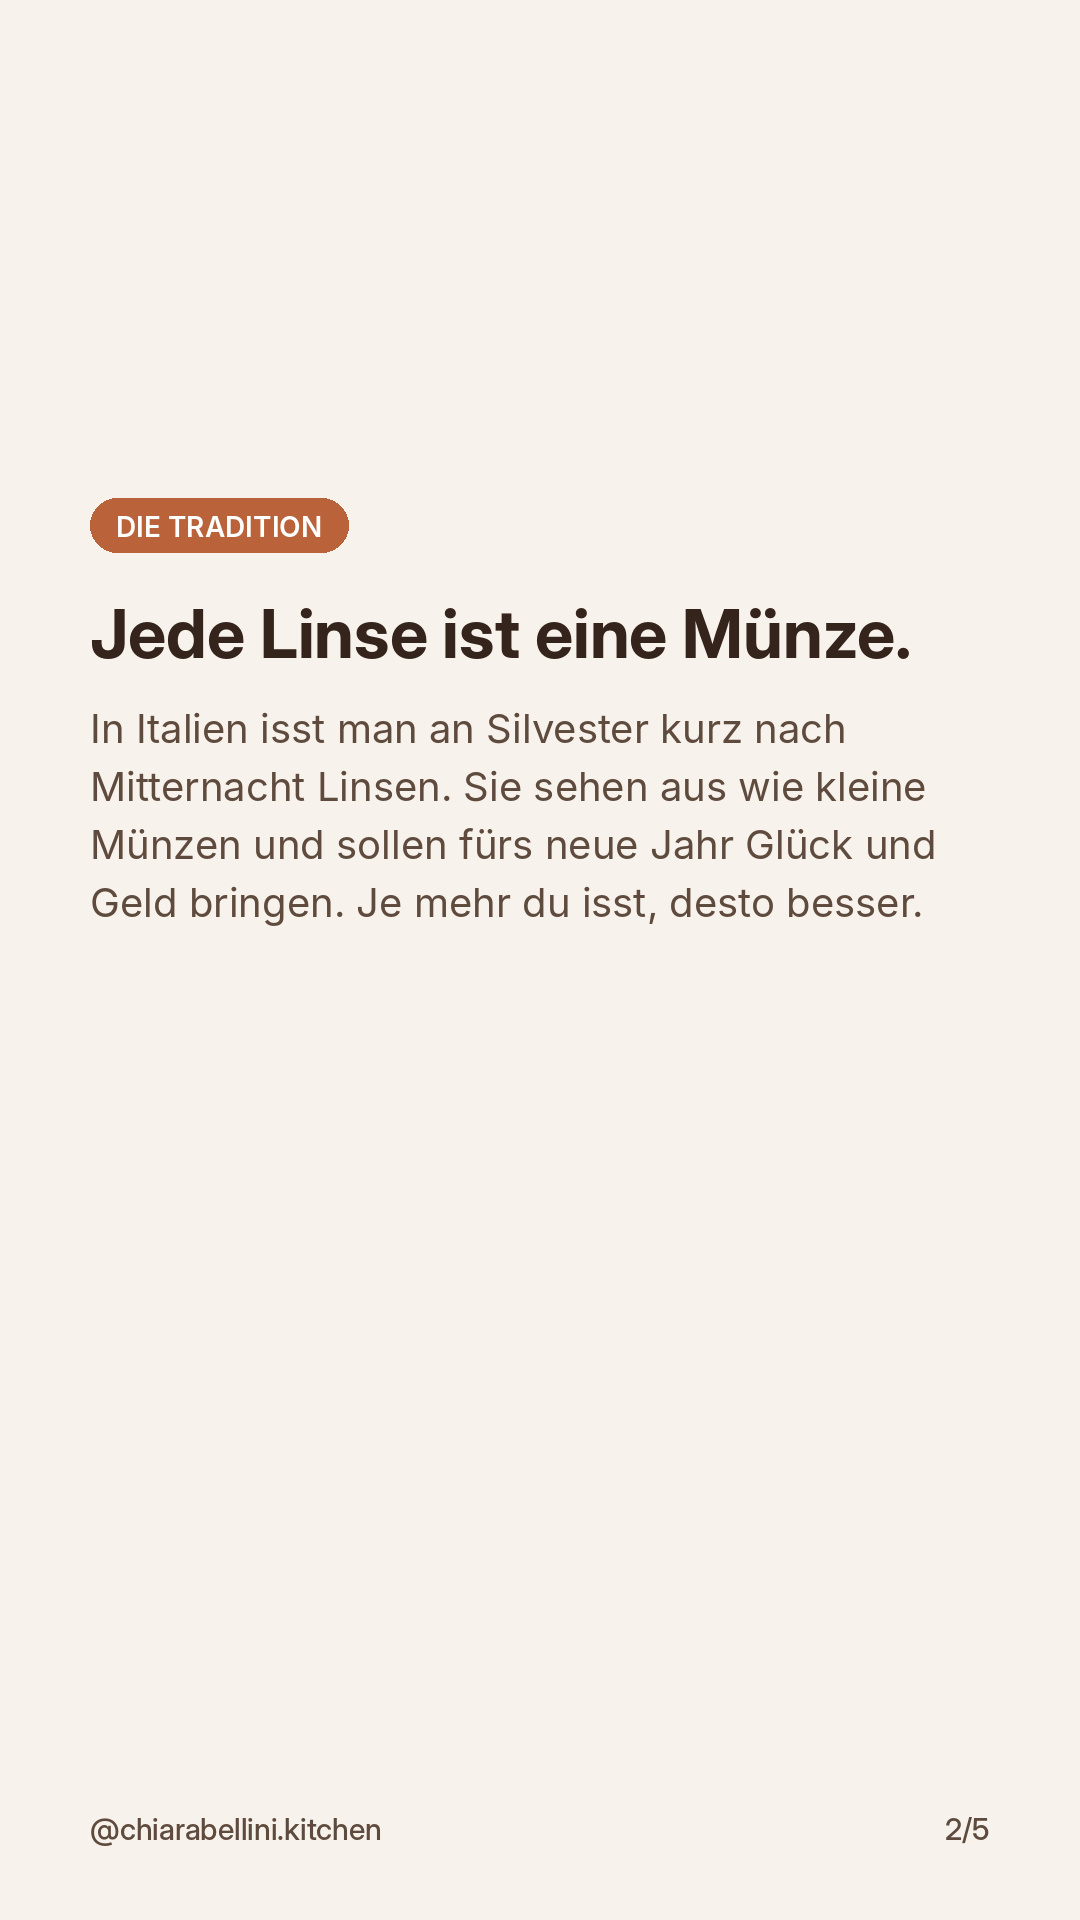 DIE TRADITION
Jede Linse ist eine Münze.
In Italien isst man an Silvester kurz nach
Mitternacht Linsen. Sie sehen aus wie kleine
Münzen und sollen fürs neue Jahr Glück und
Geld bringen. Je mehr du isst, desto besser.
@chiarabellini.kitchen
2/5